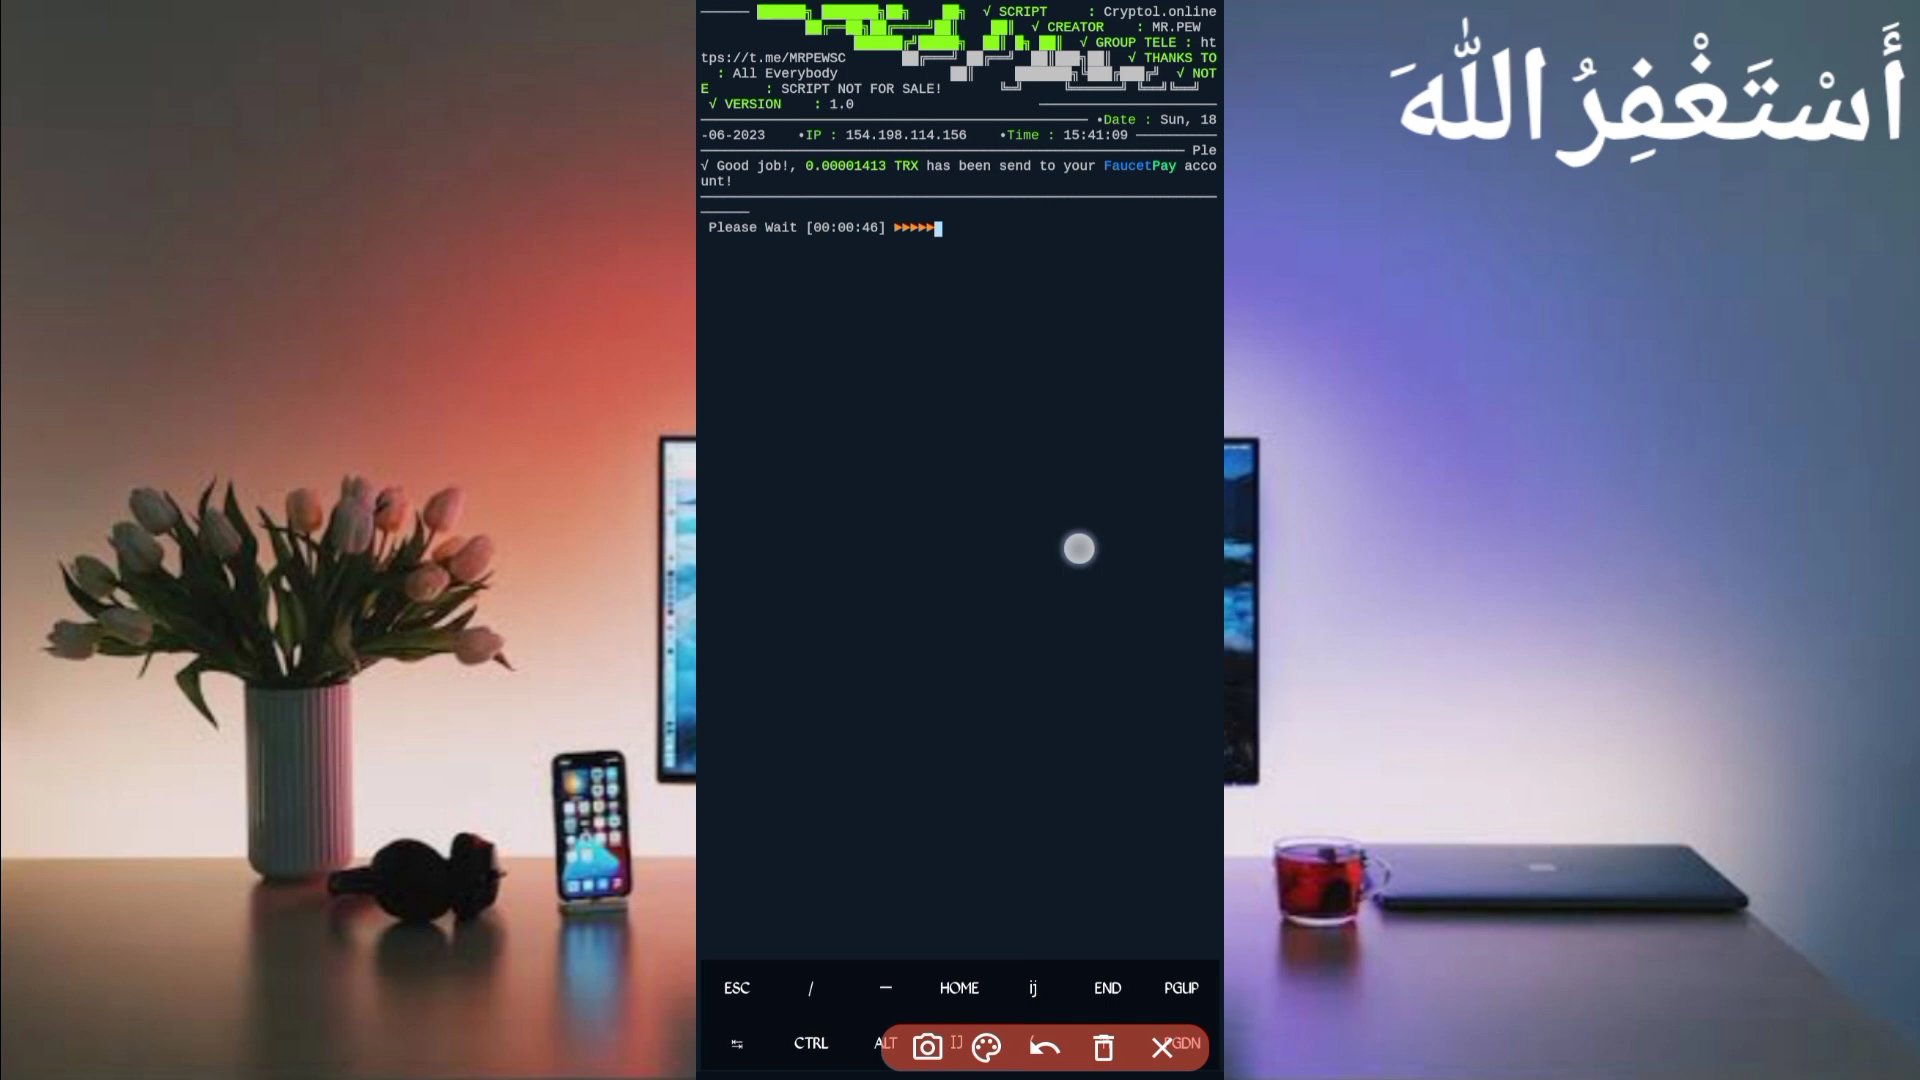 √ SCRIPT : Cryptol.online
√ CREATOR : MR.PEW
√ GROUP TELE : ht
tps://t.me/MRPEWSC √ THANKS TO
: All Everybody √ NOT
E : SCRIPT NOT FOR SALE!
√ VERSION : 1.0
•Date : Sun, 18
-06-2023 •IP : 154.198.114.156 •Time : 15:41:09
Ple
√ Good job!, 0.00001413 TRX has been send to your FaucetPay acco
unt!
Please Wait [00:00:46] ►►►►►
أَسْتَغْفِرُ اللّٰهَ
ESC / — HOME ij END PGUP
↹ CTRL ALT IJ PGDN